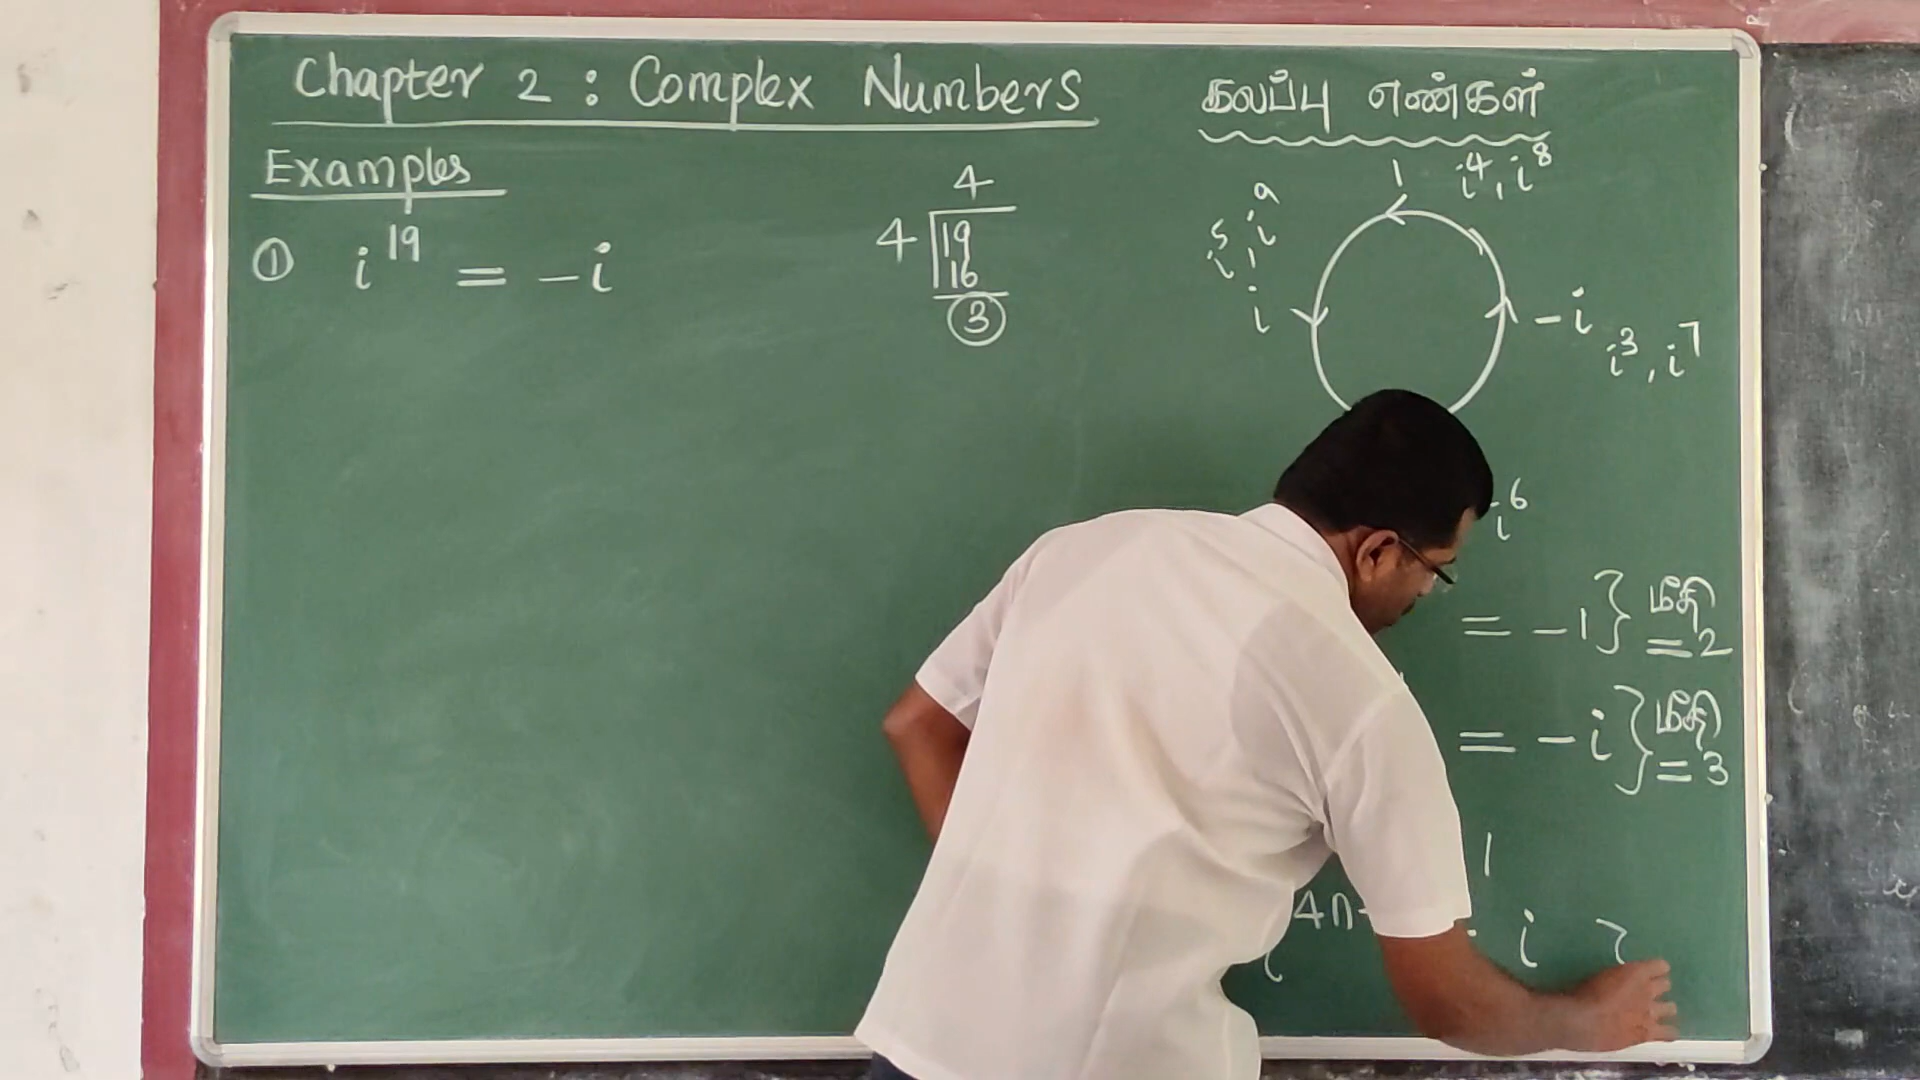 Chapter 2 : Complex Numbers
கலப்பு எண்கள்
Examples
① i¹⁹ = -i
4
4 19
16
3
1 i⁴, i⁸
i⁵, i⁹
i
-i
i³, i⁷
i⁶
= -1 } மீதி
= 2
= -i } மீதி
= 3
1
4n
i